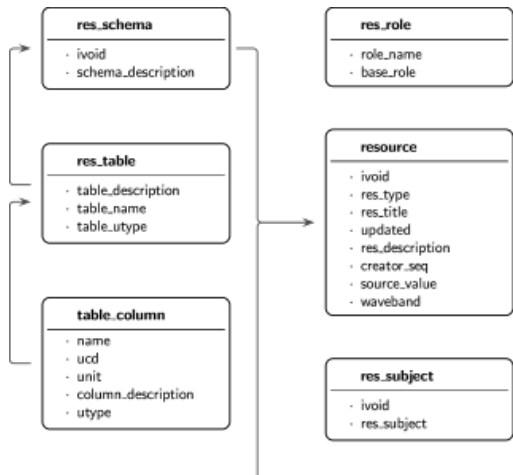 res_schema
· ivoid
· schema_description
res_table
· table_description
· table_name
· table_utype
table_column
· name
· ucd
· unit
· column_description
· utype
res_role
· role_name
· base_role
resource
· ivoid
· res_type
· res_title
· updated
· res_description
· creator_seq
· source_value
· waveband
res_subject
· ivoid
· res_subject